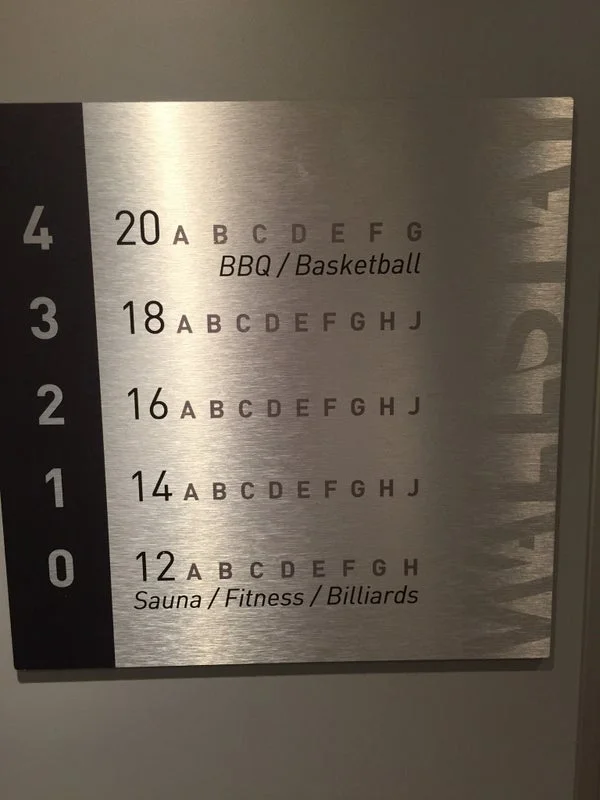 4 20 A B C D E F G
BBQ / Basketball
3 18 A B C D E F G H J
2 16 A B C D E F G H J
1 14 A B C D E F G H J
0 12 A B C D E F G H
Sauna / Fitness / Billiards